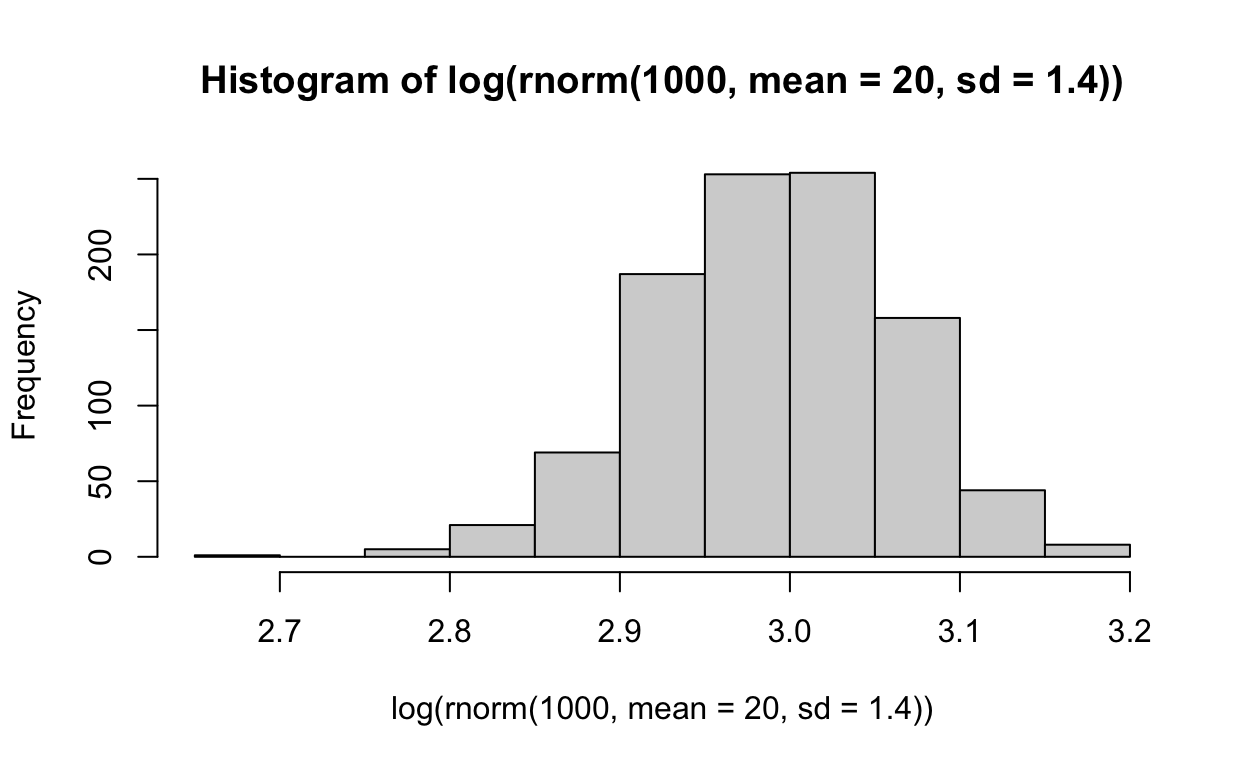 Histogram of log(rnorm(1000, mean = 20, sd = 1.4))
Frequency
200
100
50
0
2.7 2.8 2.9 3.0 3.1 3.2
log(rnorm(1000, mean = 20, sd = 1.4))